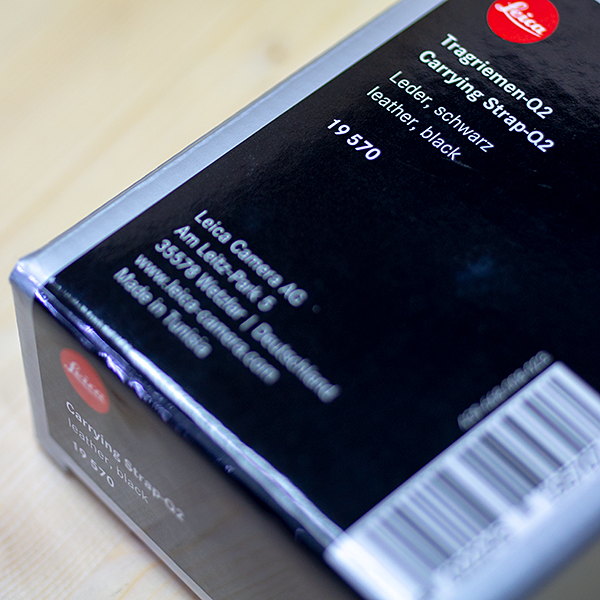 Leica
Tragriemen-Q2
Carrying Strap-Q2
Leder, schwarz
leather, black
19 570
Leica Camera AG
Am Leitz-Park 5
35578 Wetzlar | Deutschland
www.leica-camera.com
Made in Tunisia
Leica
Carrying Strap-Q2
leather, black
19 570